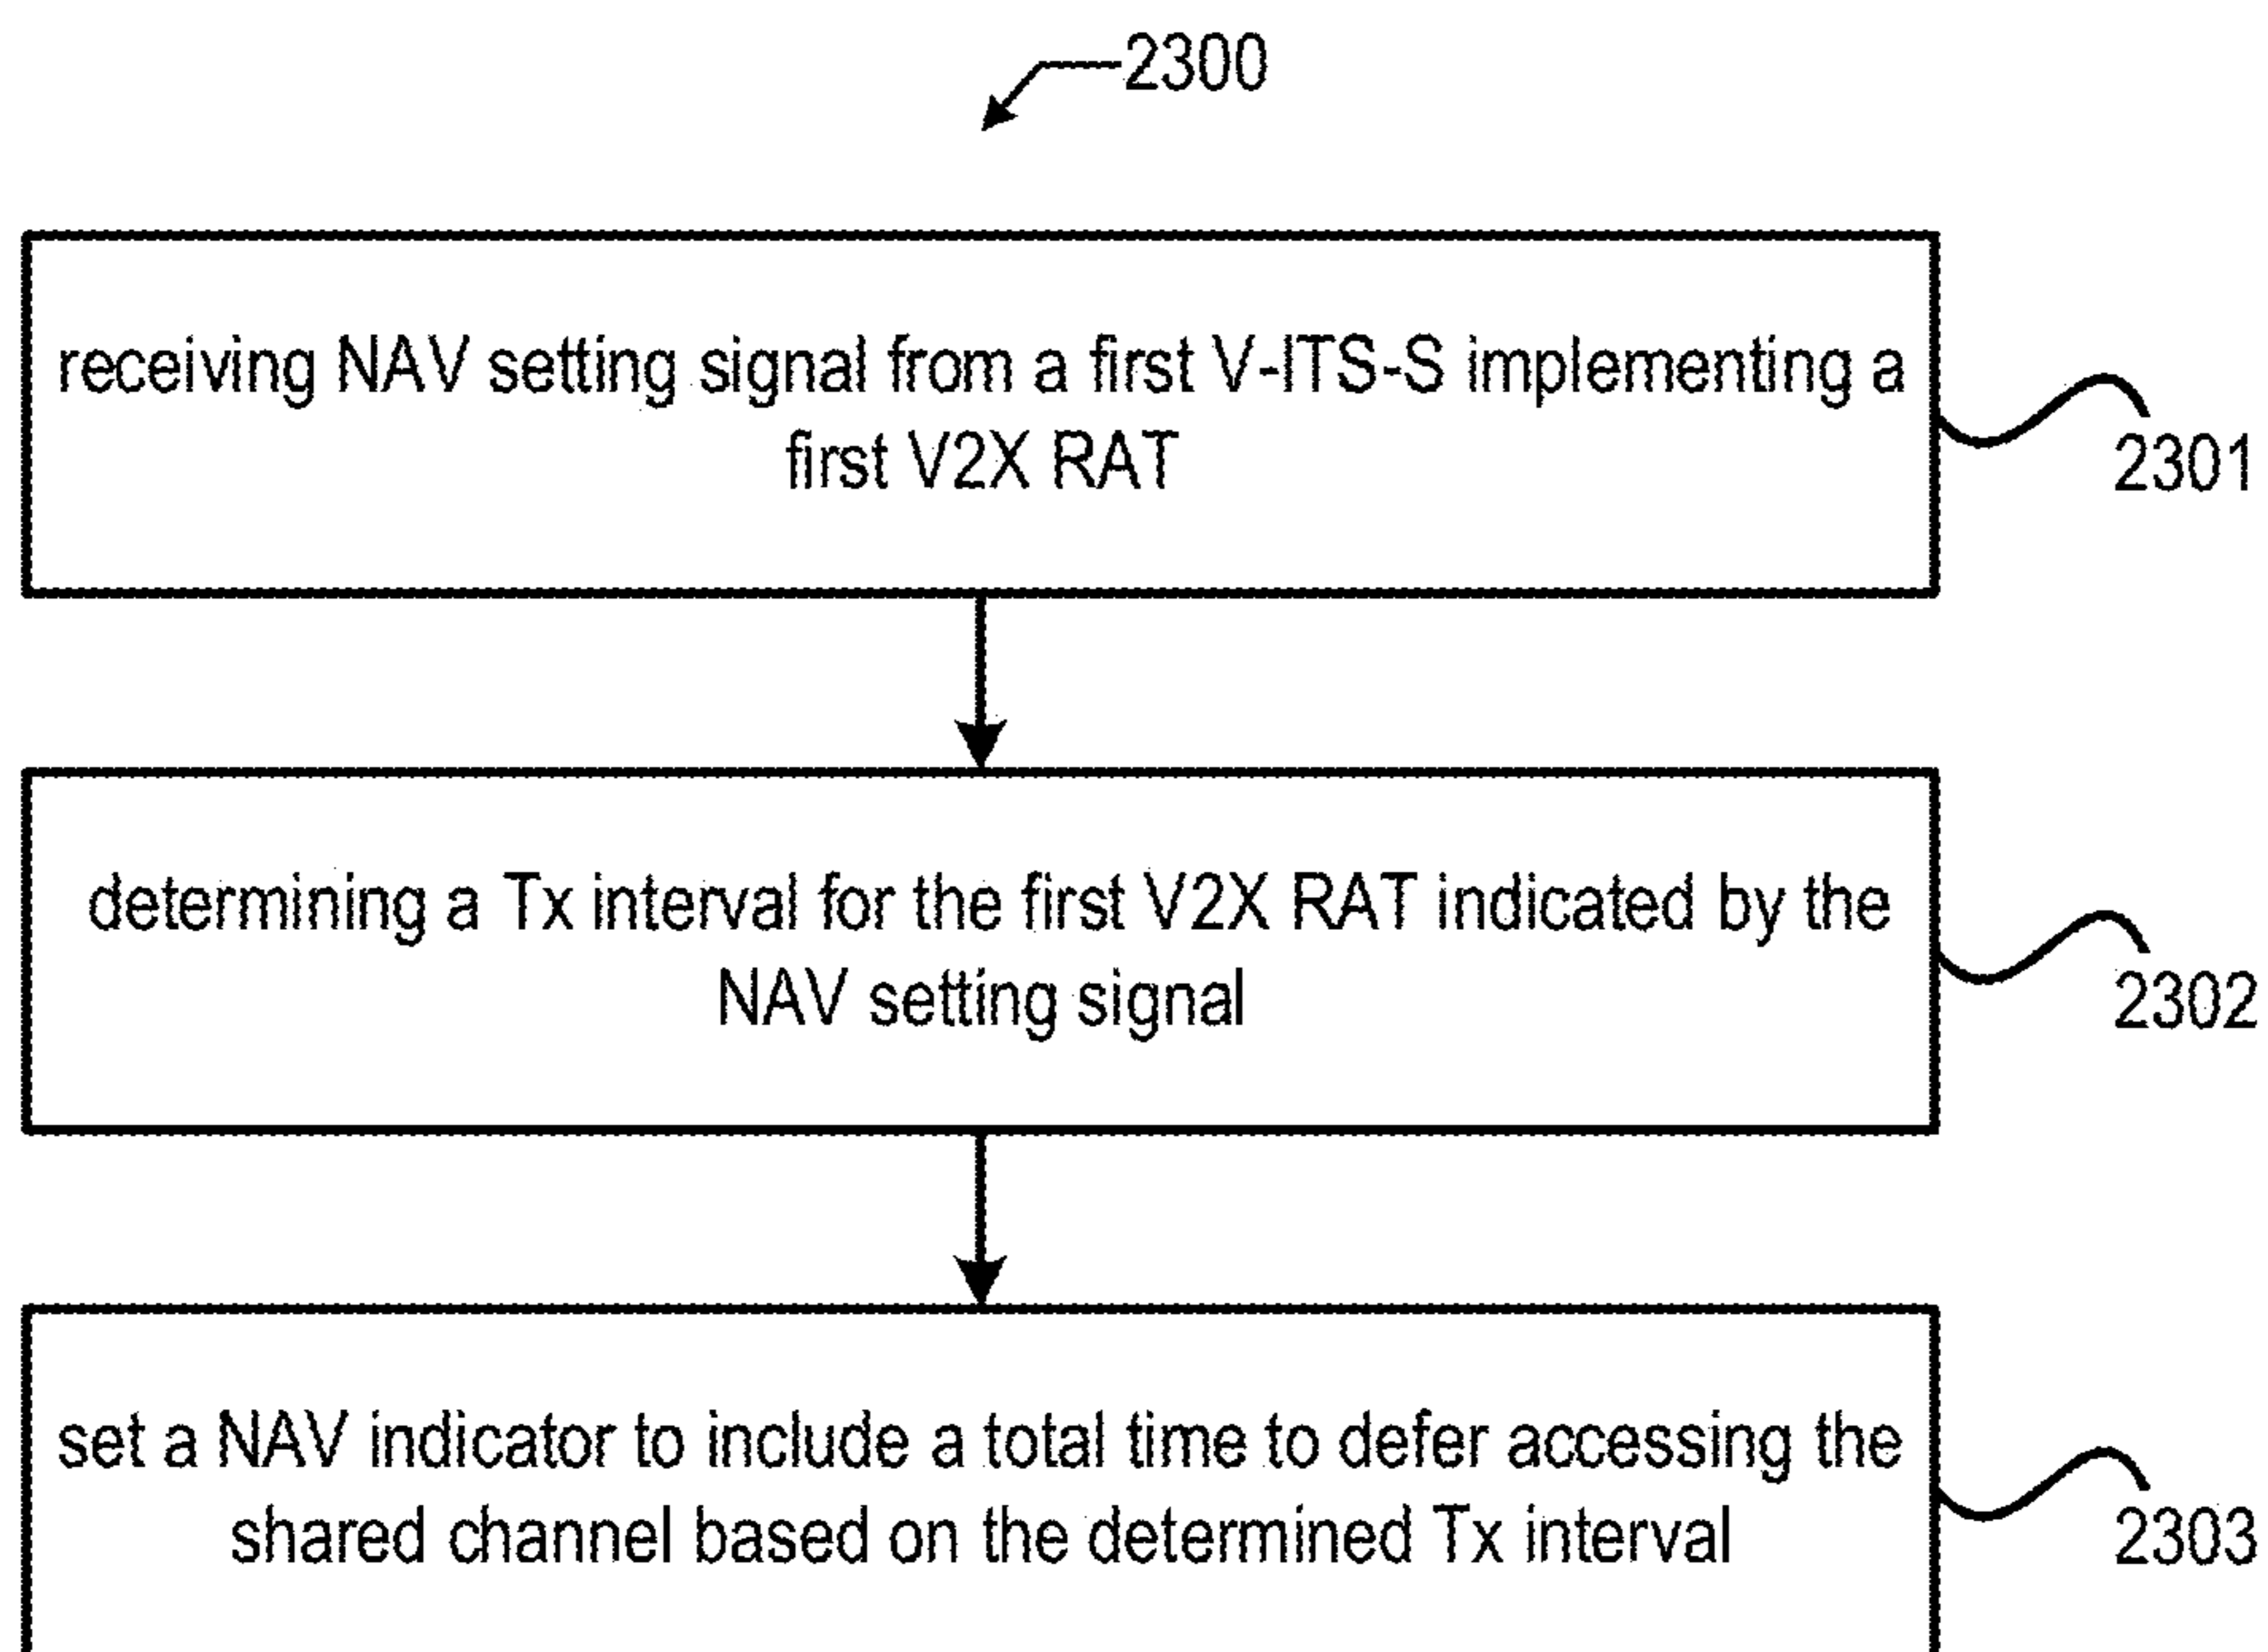 2300
receiving NAV setting signal from a first V-ITS-S implementing a
first V2X RAT
2301
determining a Tx interval for the first V2X RAT indicated by the
NAV setting signal
2302
set a NAV indicator to include a total time to defer accessing the
shared channel based on the determined Tx interval
2303